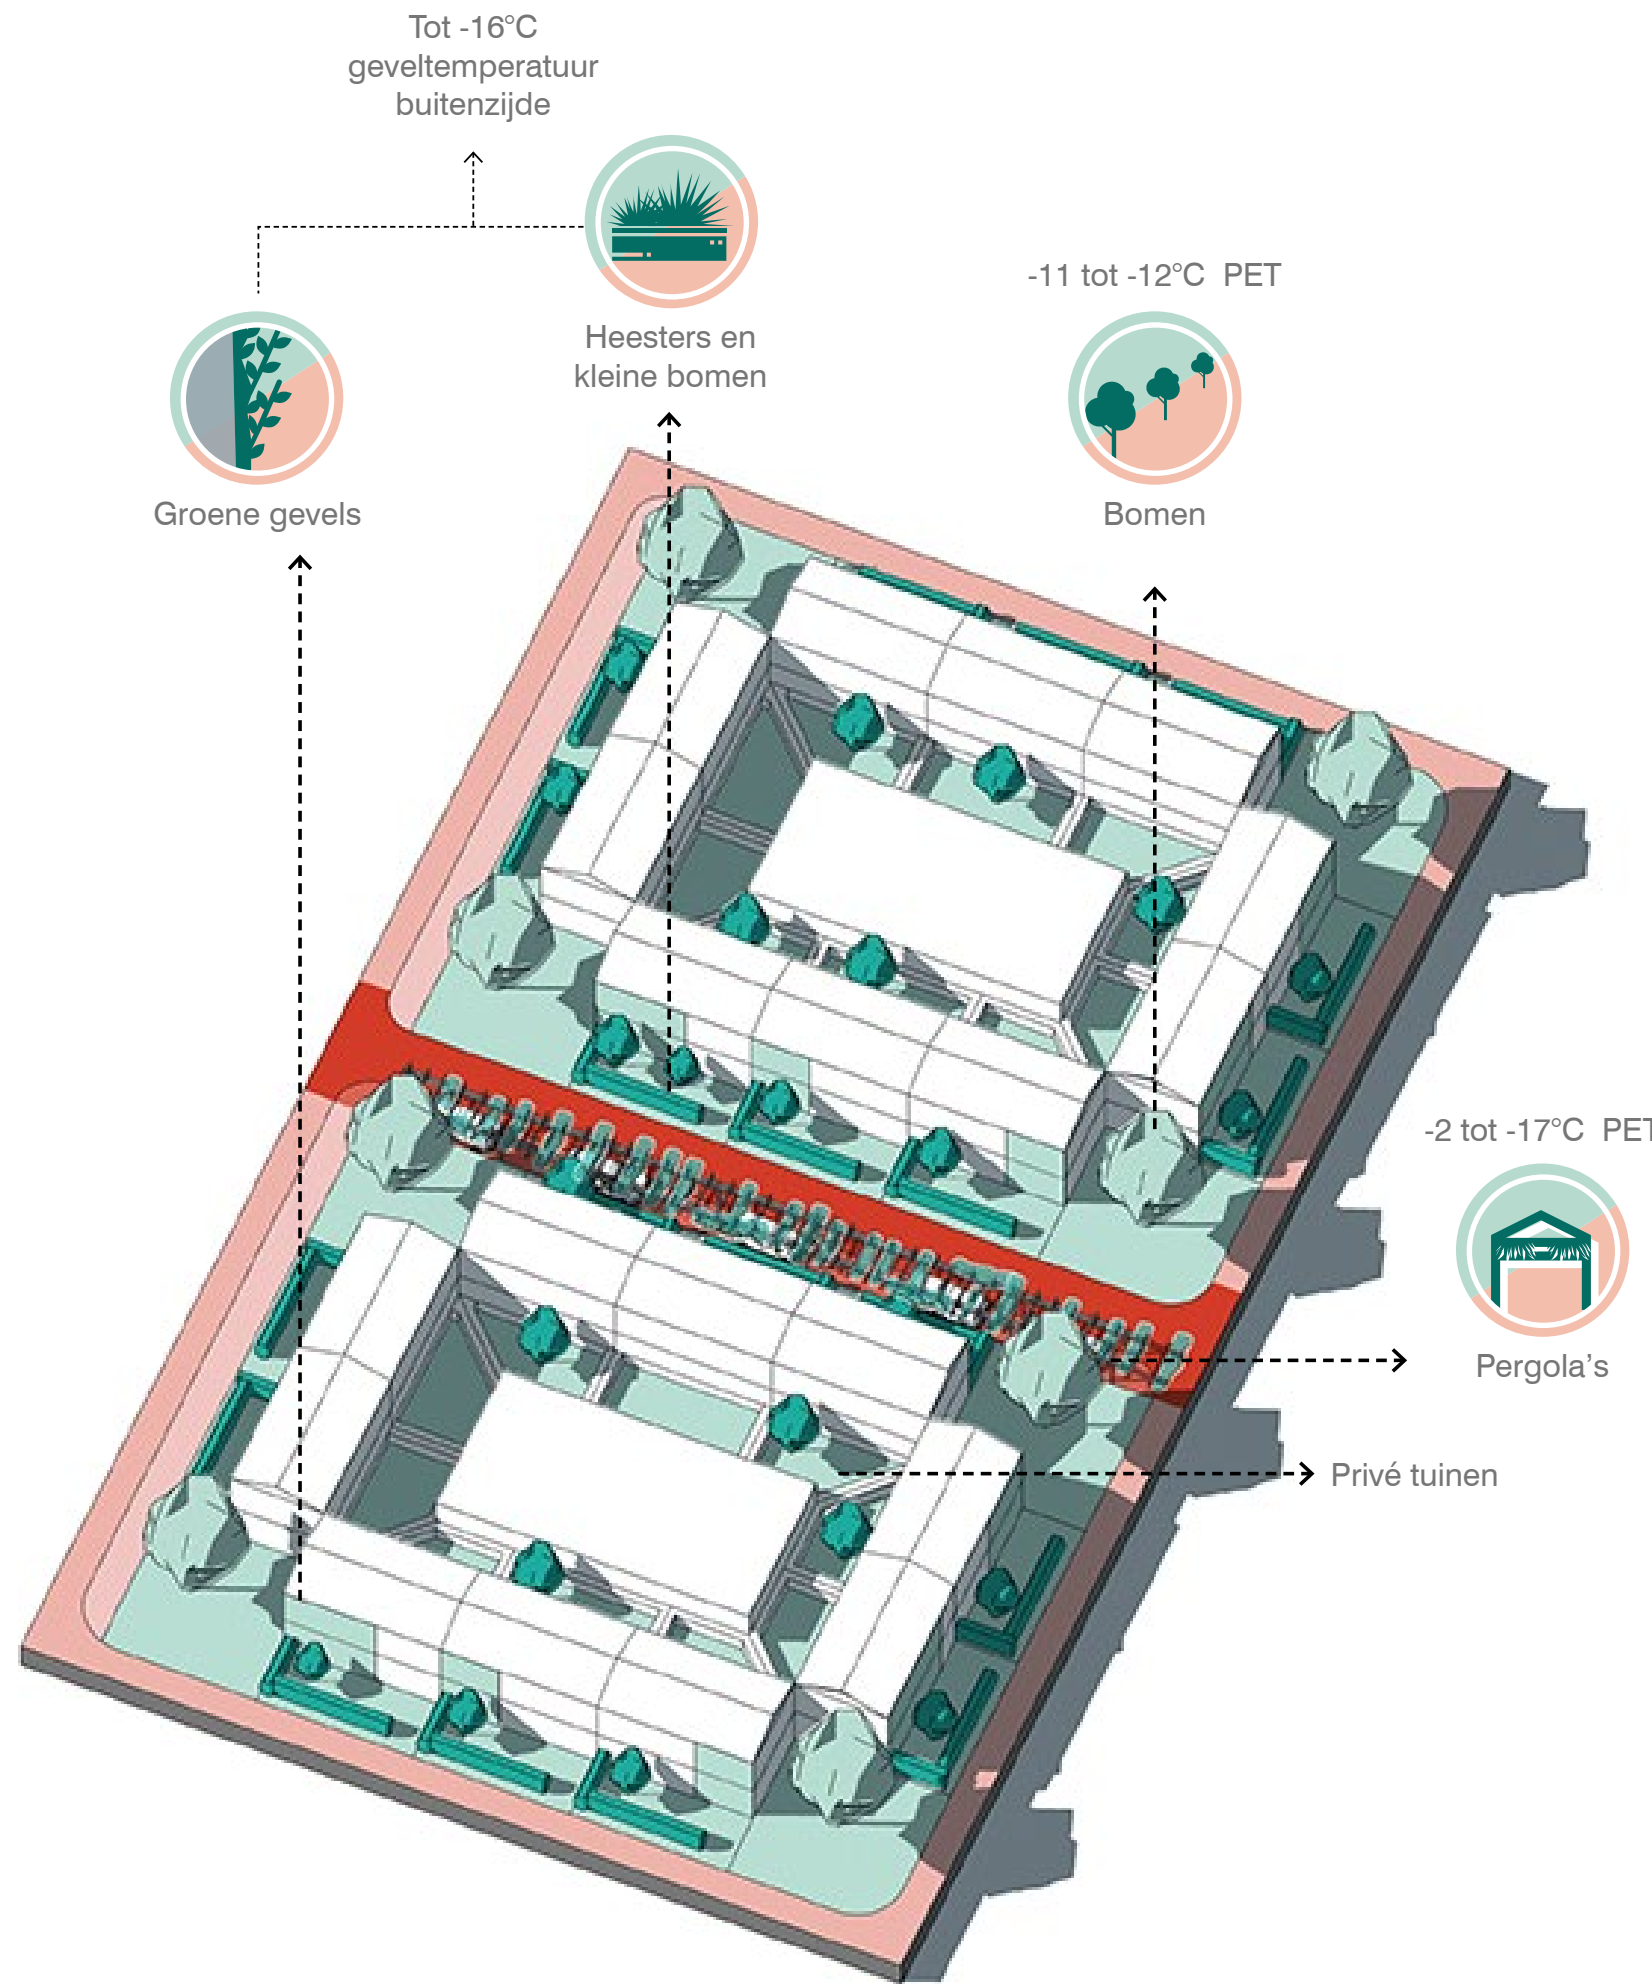 Tot -16°C
geveltemperatuur
buitenzijde
Heesters en
kleine bomen
-11 tot -12°C PET
Groene gevels
Bomen
-2 tot -17°C PET
Pergola's
Privé tuinen